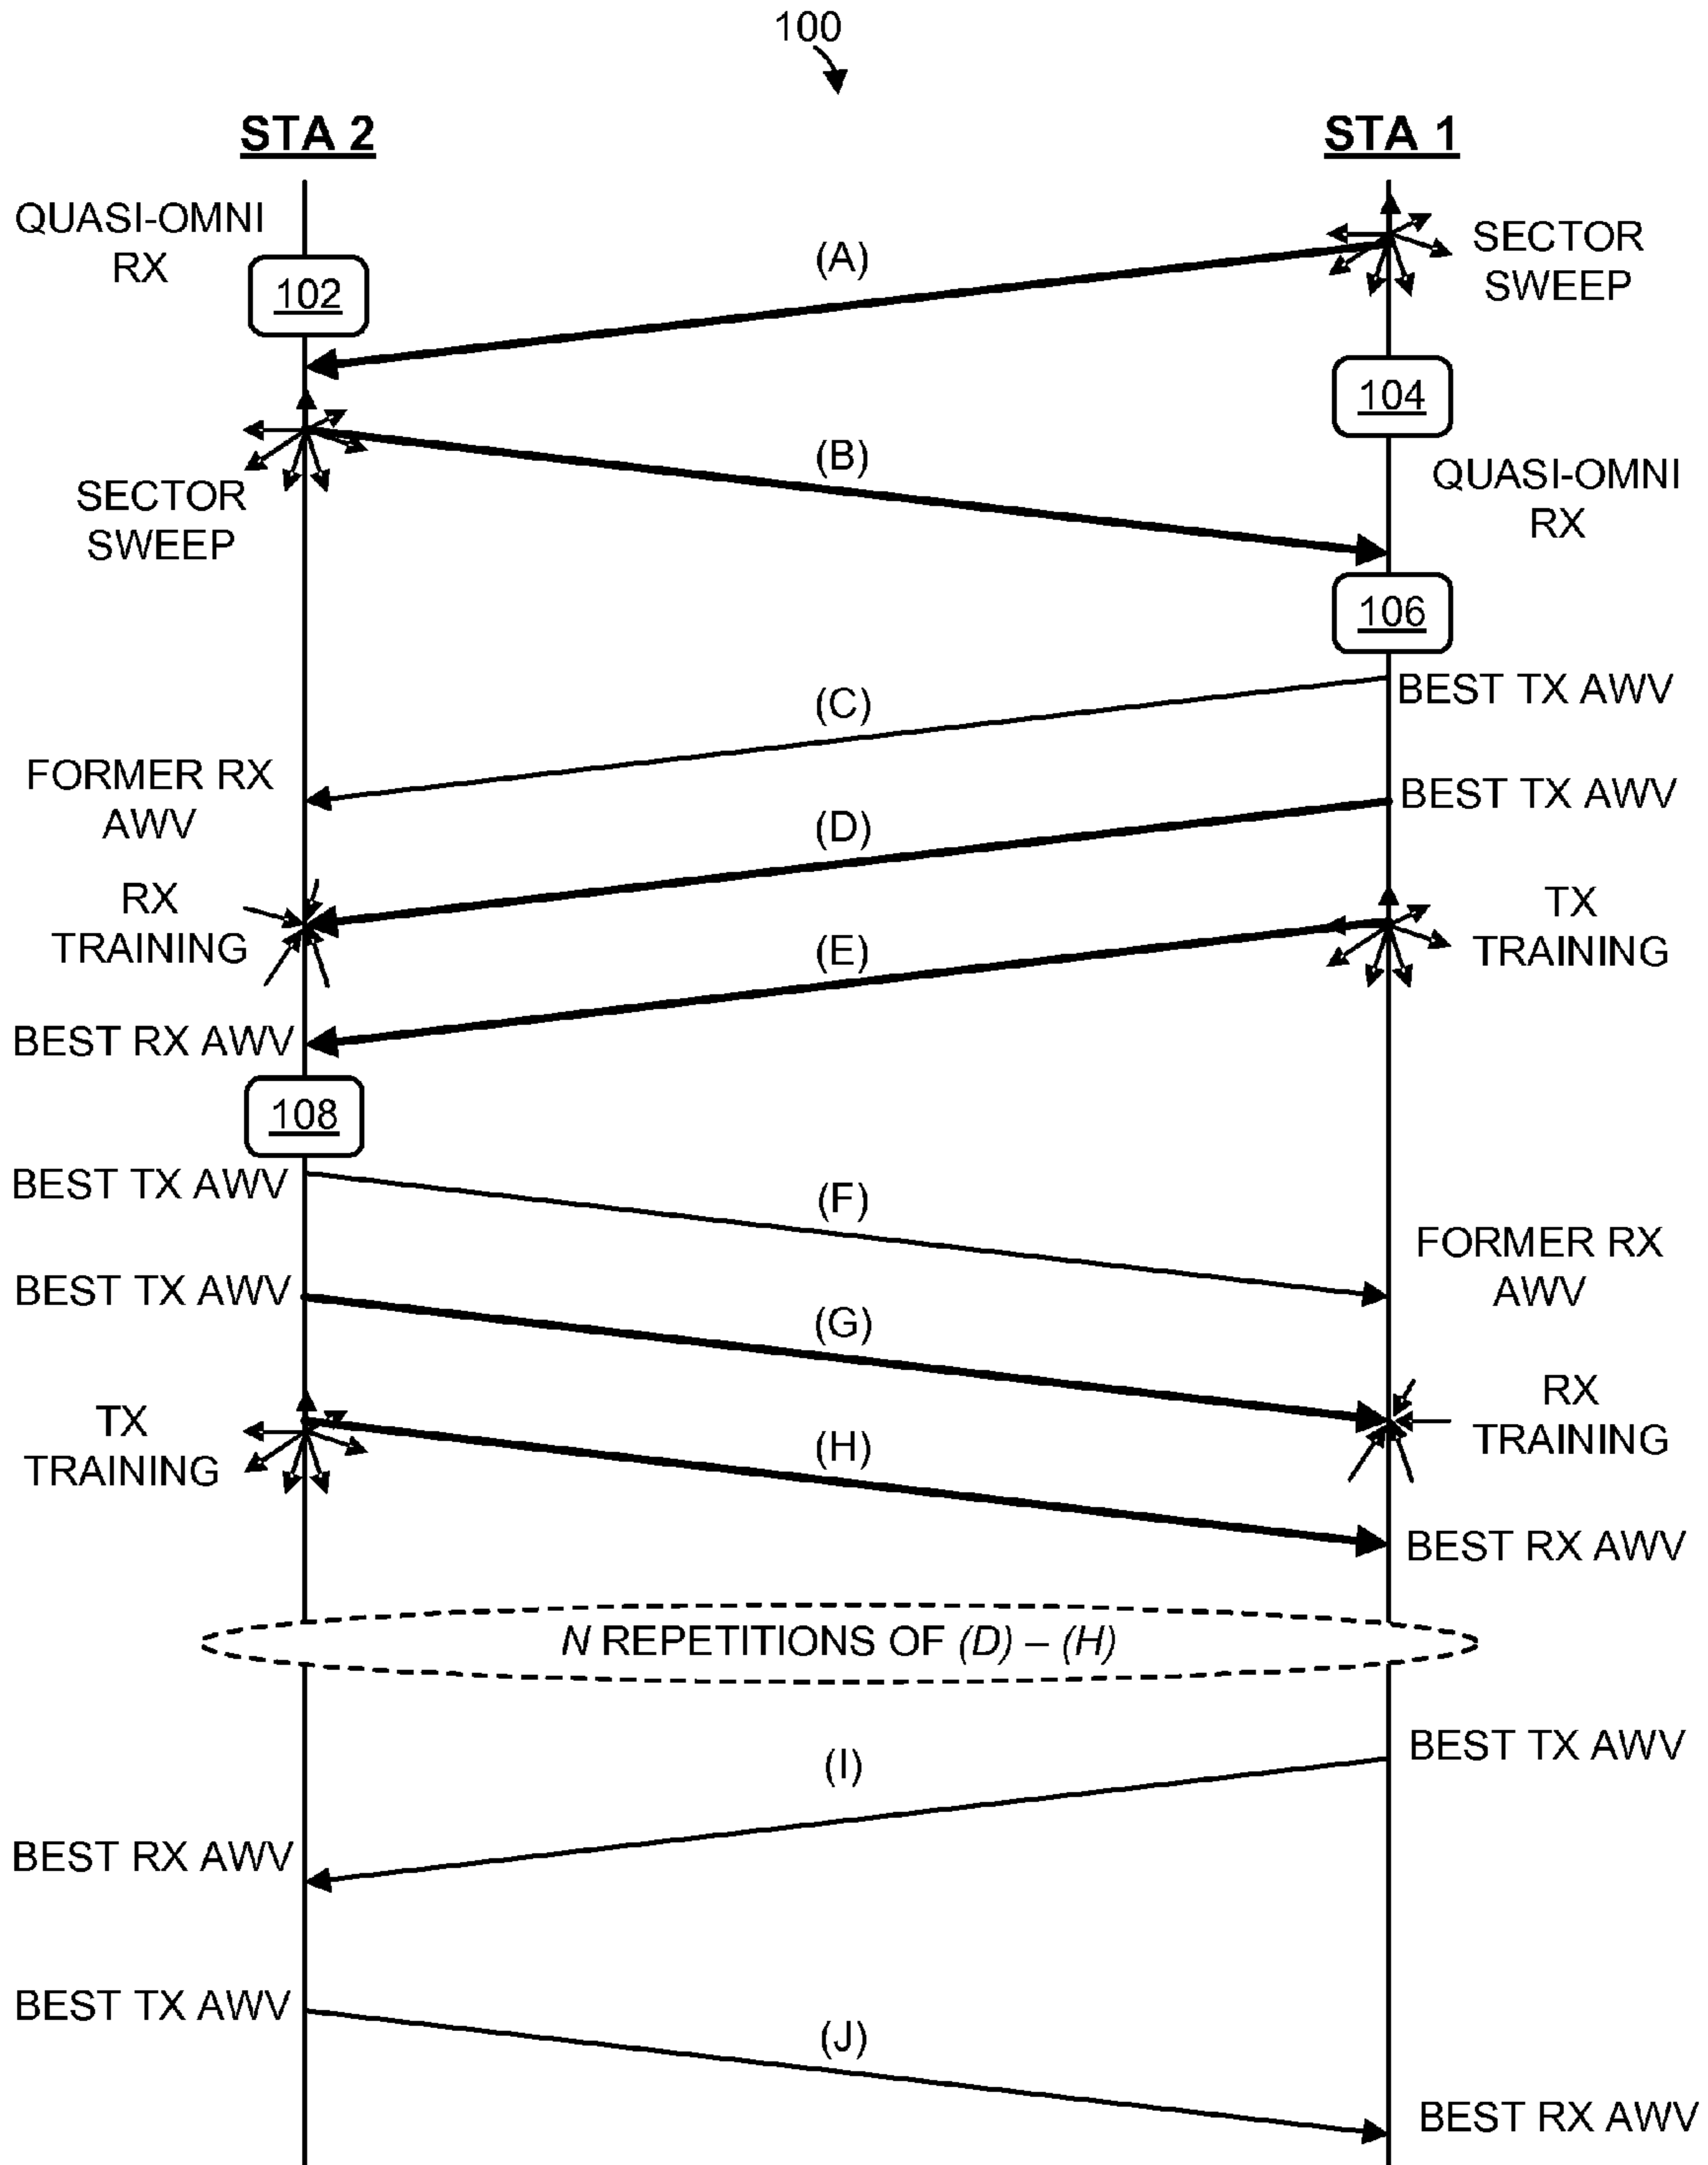 100
STA 2
STA 1
QUASI-OMNI
RX
SECTOR
SWEEP
(A)
102
104
(B)
SECTOR
SWEEP
QUASI-OMNI
RX
106
BEST TX AWV
(C)
FORMER RX
AWV
BEST TX AWV
(D)
RX
TRAINING
TX
TRAINING
(E)
BEST RX AWV
108
BEST TX AWV
(F)
FORMER RX
AWV
BEST TX AWV
(G)
RX
TRAINING
TX
TRAINING
(H)
BEST RX AWV
N REPETITIONS OF (D) – (H)
BEST TX AWV
(I)
BEST RX AWV
BEST TX AWV
(J)
BEST RX AWV